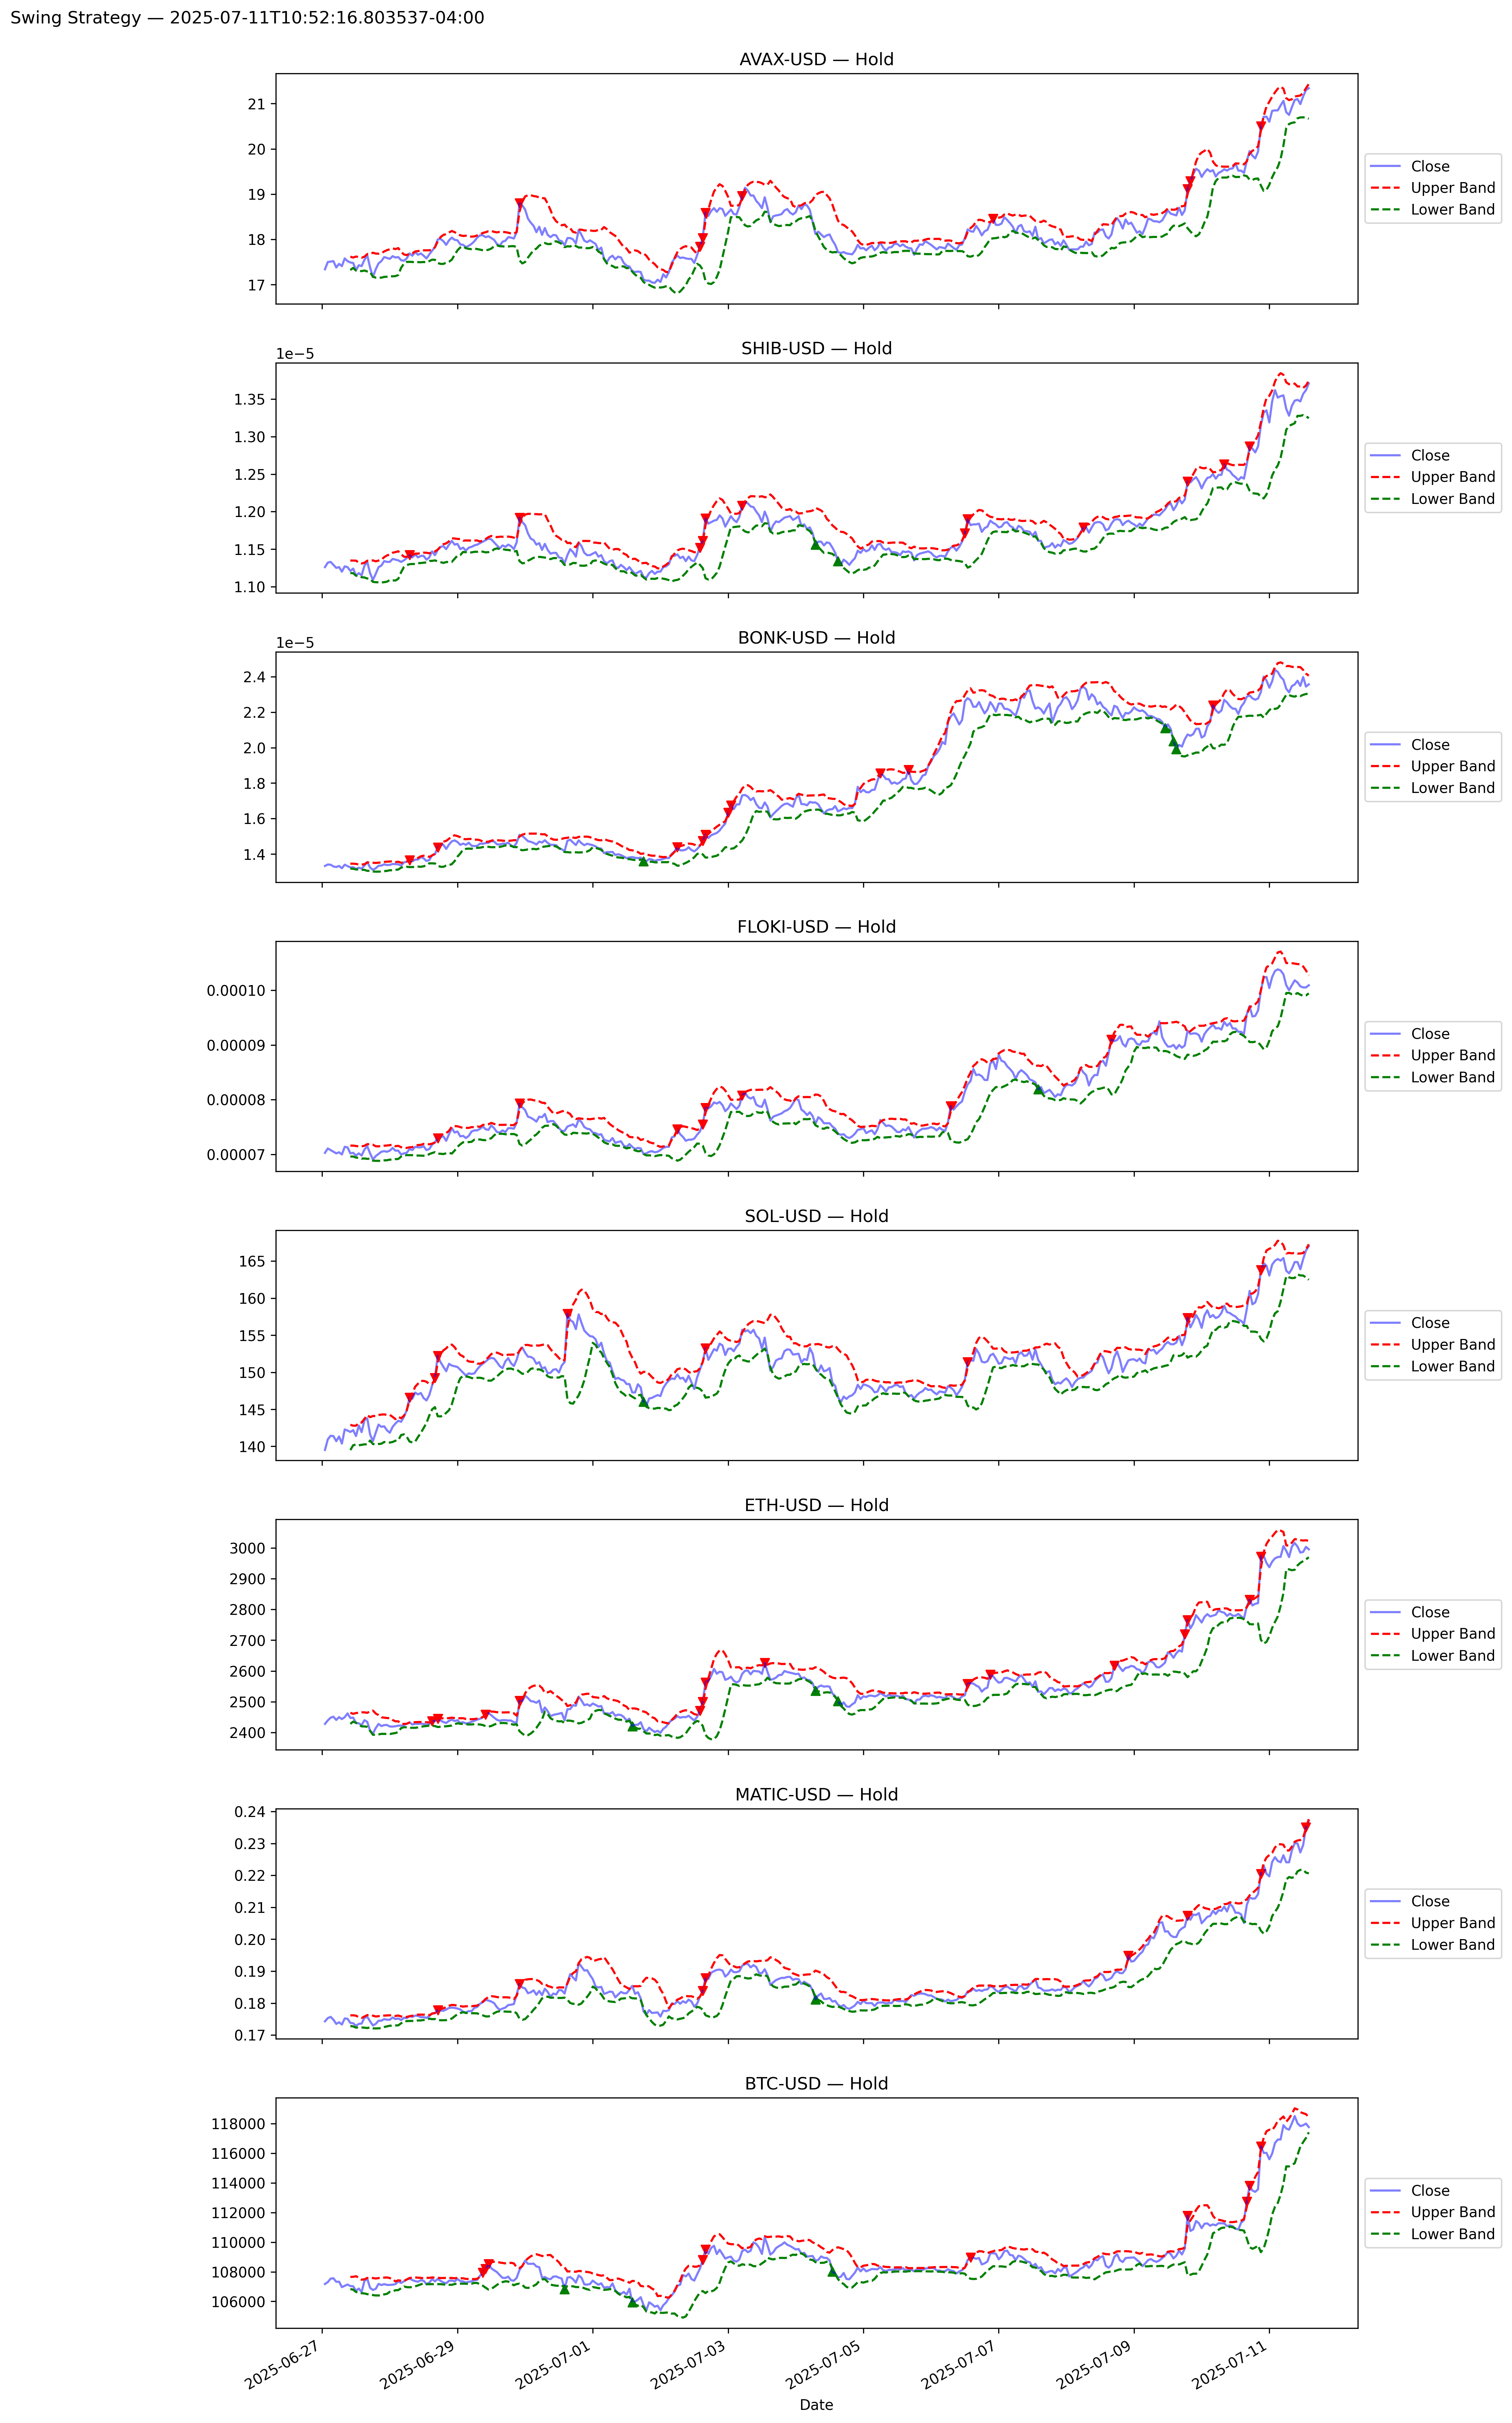 Swing Strategy — 2025-07-11T10:52:16.803537-04:00
AVAX-USD — Hold
21
20
19
18
17
Close
Upper Band
Lower Band
SHIB-USD — Hold
1e−5
1.35
1.30
1.25
1.20
1.15
1.10
Close
Upper Band
Lower Band
BONK-USD — Hold
1e−5
2.4
2.2
2.0
1.8
1.6
1.4
Close
Upper Band
Lower Band
FLOKI-USD — Hold
0.00010
0.00009
0.00008
0.00007
Close
Upper Band
Lower Band
SOL-USD — Hold
165
160
155
150
145
140
Close
Upper Band
Lower Band
ETH-USD — Hold
3000
2900
2800
2700
2600
2500
2400
Close
Upper Band
Lower Band
MATIC-USD — Hold
0.24
0.23
0.22
0.21
0.20
0.19
0.18
0.17
Close
Upper Band
Lower Band
BTC-USD — Hold
118000
116000
114000
112000
110000
108000
106000
Close
Upper Band
Lower Band
2025-06-27
2025-06-29
2025-07-01
2025-07-03
2025-07-05
2025-07-07
2025-07-09
2025-07-11
Date